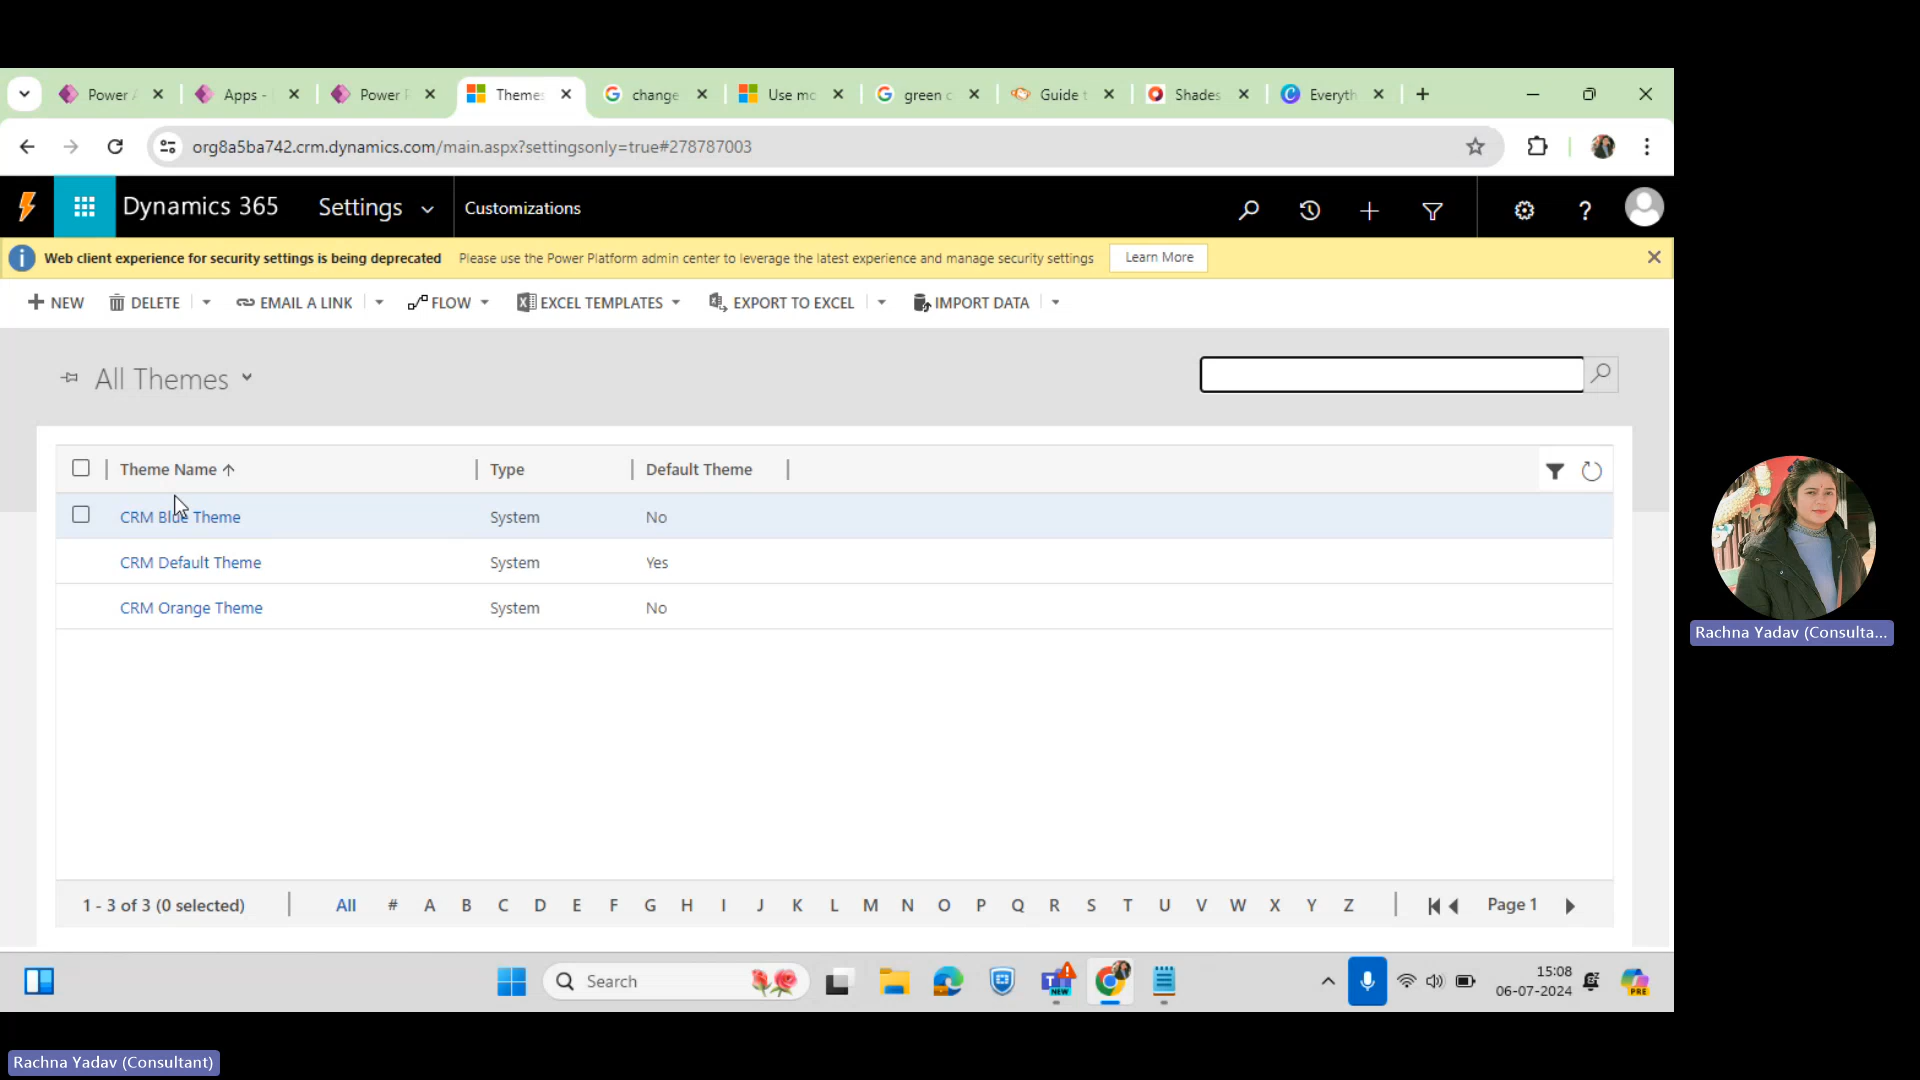 Power A
Apps -
Power P
Themes
change
Use mo
green c
Guide t
Shades
Everyth
org8a5ba742.crm.dynamics.com/main.aspx?settingsonly=true#278787003
Dynamics 365 Settings Customizations
Web client experience for security settings is being deprecated Please use the Power Platform admin center to leverage the latest experience and manage security settings Learn More
NEW DELETE EMAIL A LINK FLOW EXCEL TEMPLATES EXPORT TO EXCEL IMPORT DATA
All Themes
Theme Name Type Default Theme
CRM Blue Theme System No
CRM Default Theme System Yes
CRM Orange Theme System No
1 - 3 of 3 (0 selected) All # A B C D E F G H I J K L M N O P Q R S T U V W X Y Z Page 1
Search
NEW
15:08
06-07-2024
PRE
Rachna Yadav (Consulta...
Rachna Yadav (Consultant)